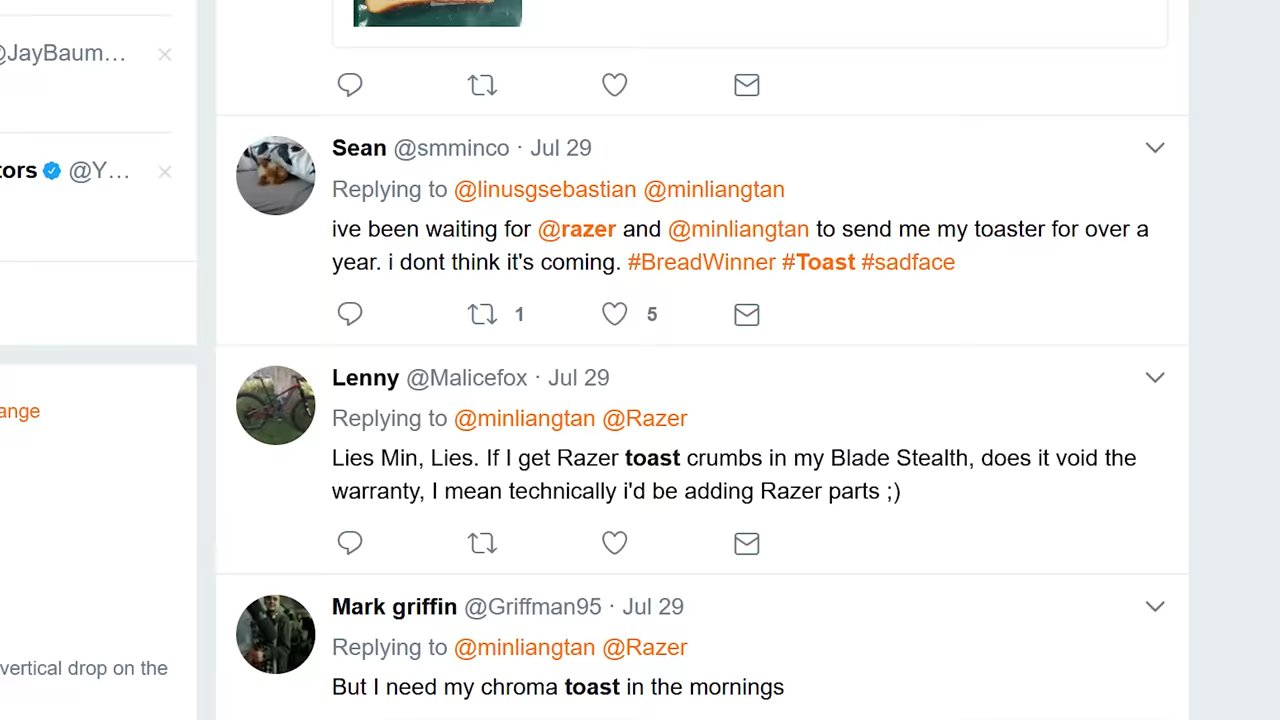 @JayBaum…
tors @Y…
ange
vertical drop on the
Sean @smminco · Jul 29
Replying to @linusgsebastian @minliangtan
ive been waiting for @razer and @minliangtan to send me my toaster for over a
year. i dont think it's coming. #BreadWinner #Toast #sadface
1 5
Lenny @Malicefox · Jul 29
Replying to @minliangtan @Razer
Lies Min, Lies. If I get Razer toast crumbs in my Blade Stealth, does it void the
warranty, I mean technically i'd be adding Razer parts ;)
Mark griffin @Griffman95 · Jul 29
Replying to @minliangtan @Razer
But I need my chroma toast in the mornings